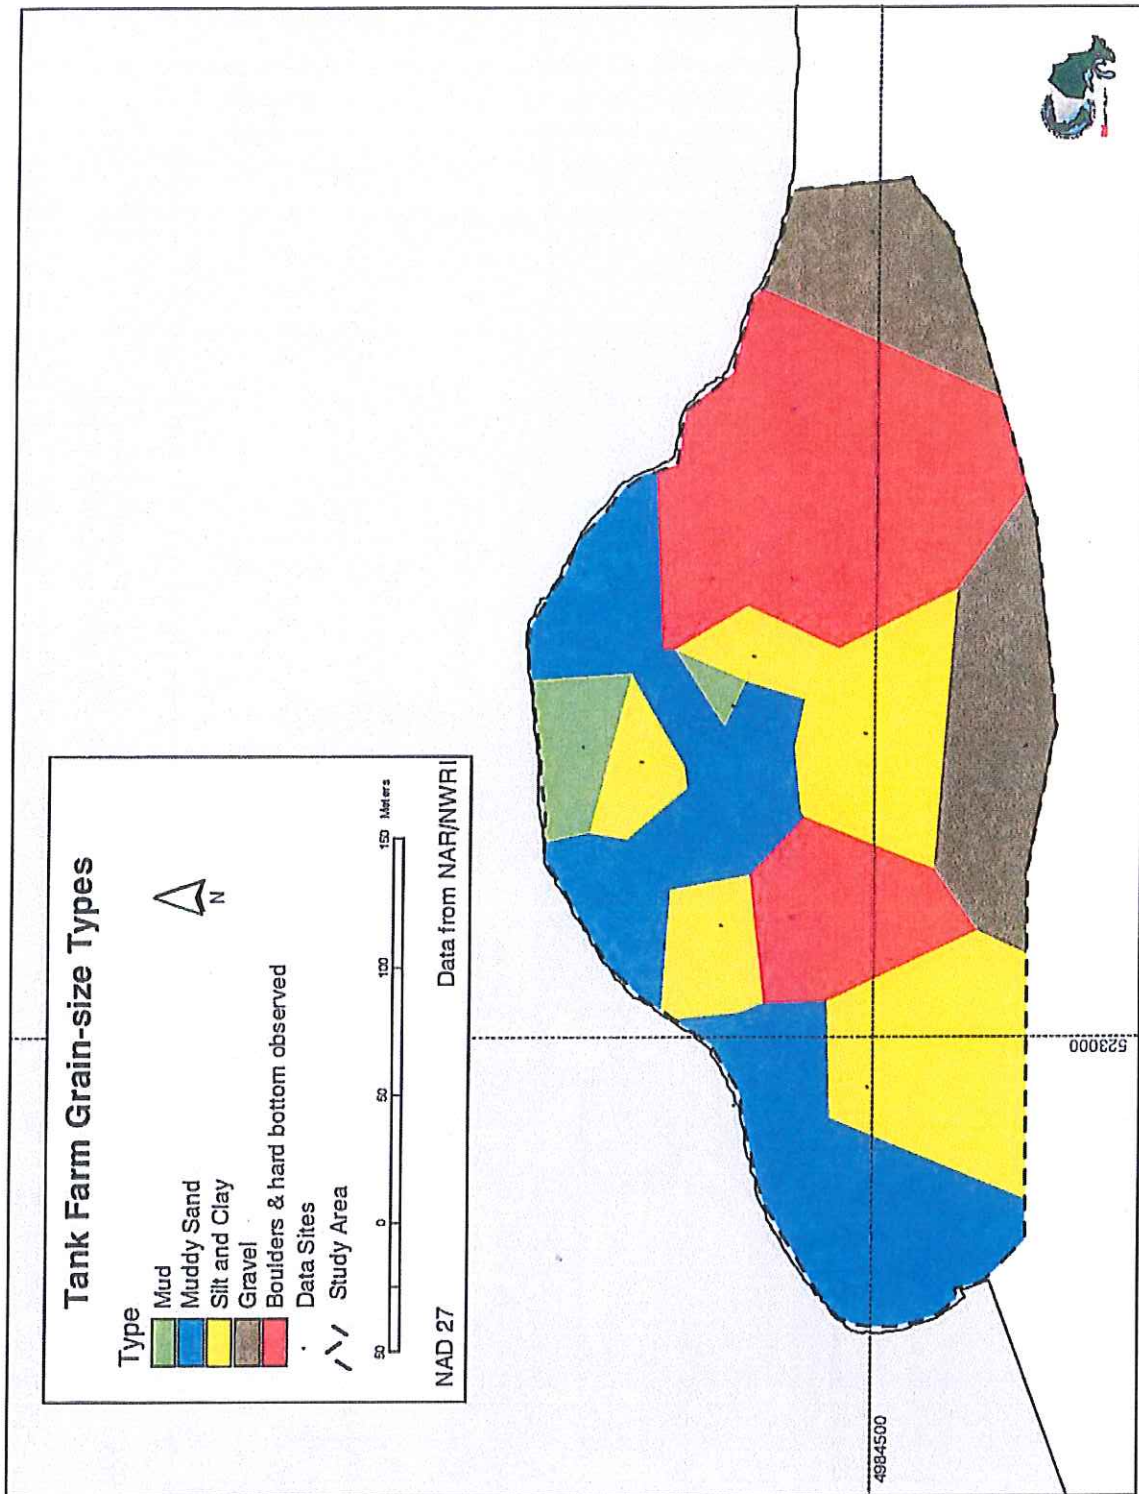 Tank Farm Grain-size Types
Type
Mud
Muddy Sand
Silt and Clay
Gravel
Boulders & hard bottom observed
Data Sites
Study Area
N
50 0 50 100 150 Meters
NAD 27 Data from NAR/NWRI
4984500
523000